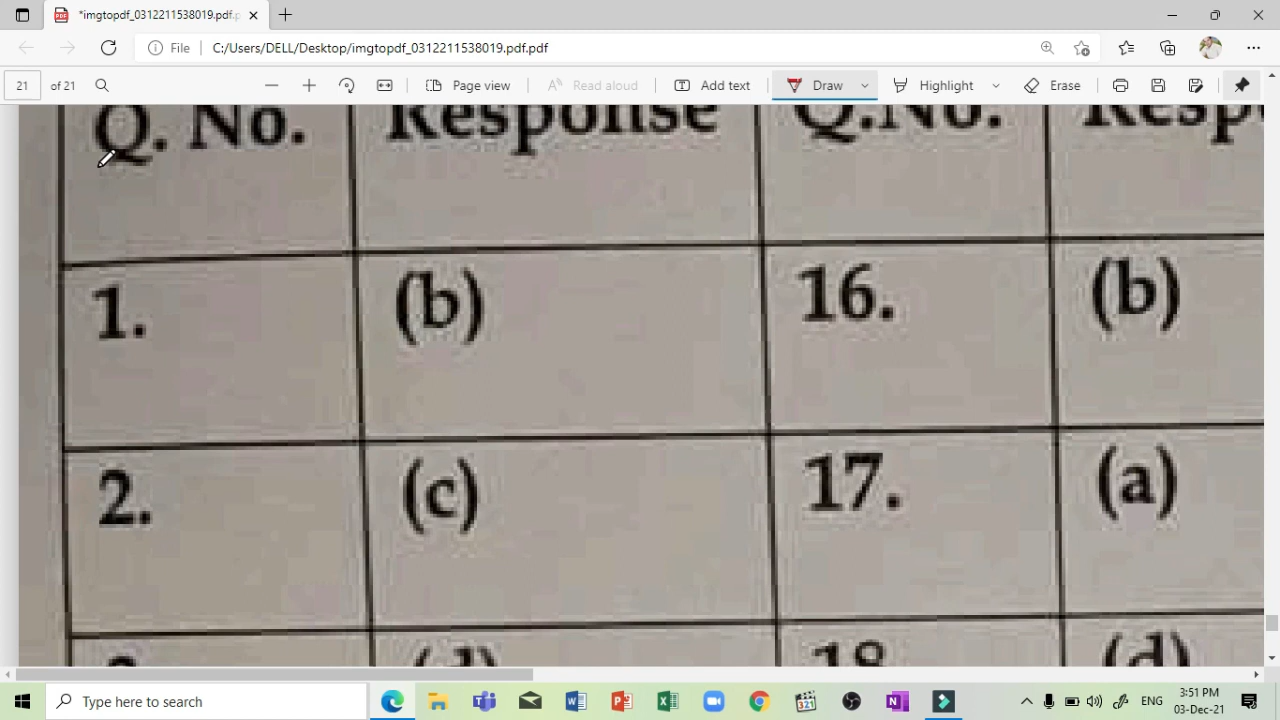 *imgtopdf_0312211538019.pdf.p
File C:/Users/DELL/Desktop/imgtopdf_0312211538019.pdf.pdf
21 of 21 Page view Read aloud Add text Draw Highlight Erase
Q. No. Response Q.No.
1. (b) 16. (b)
2. (c) 17. (a)
18. (d)
Type here to search
ENG 3:51 PM
03-Dec-21